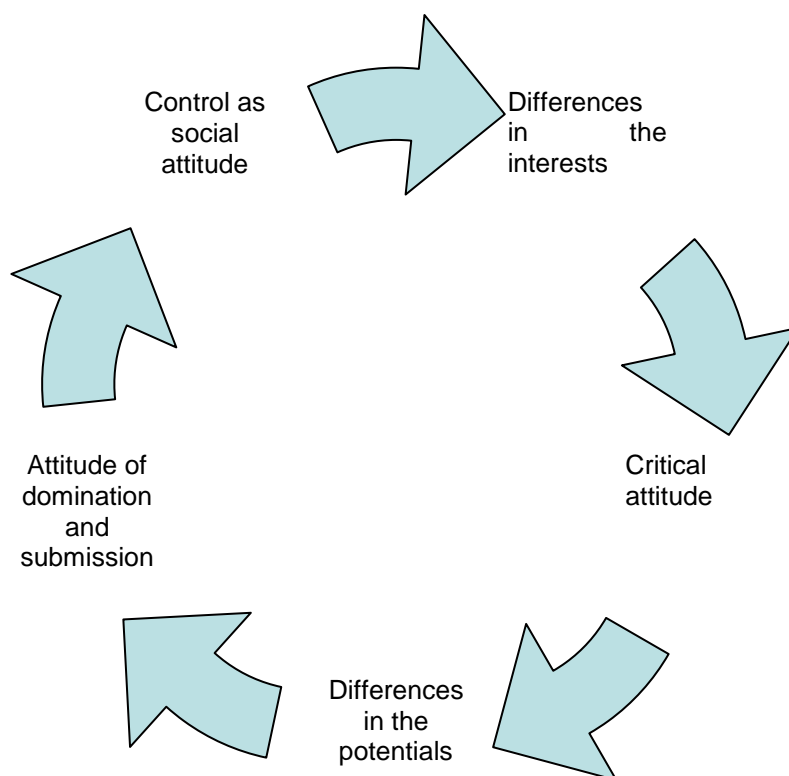 Control as
social
attitude
Differences
in the
interests
Critical
attitude
Differences
in the
potentials
Attitude of
domination
and
submission